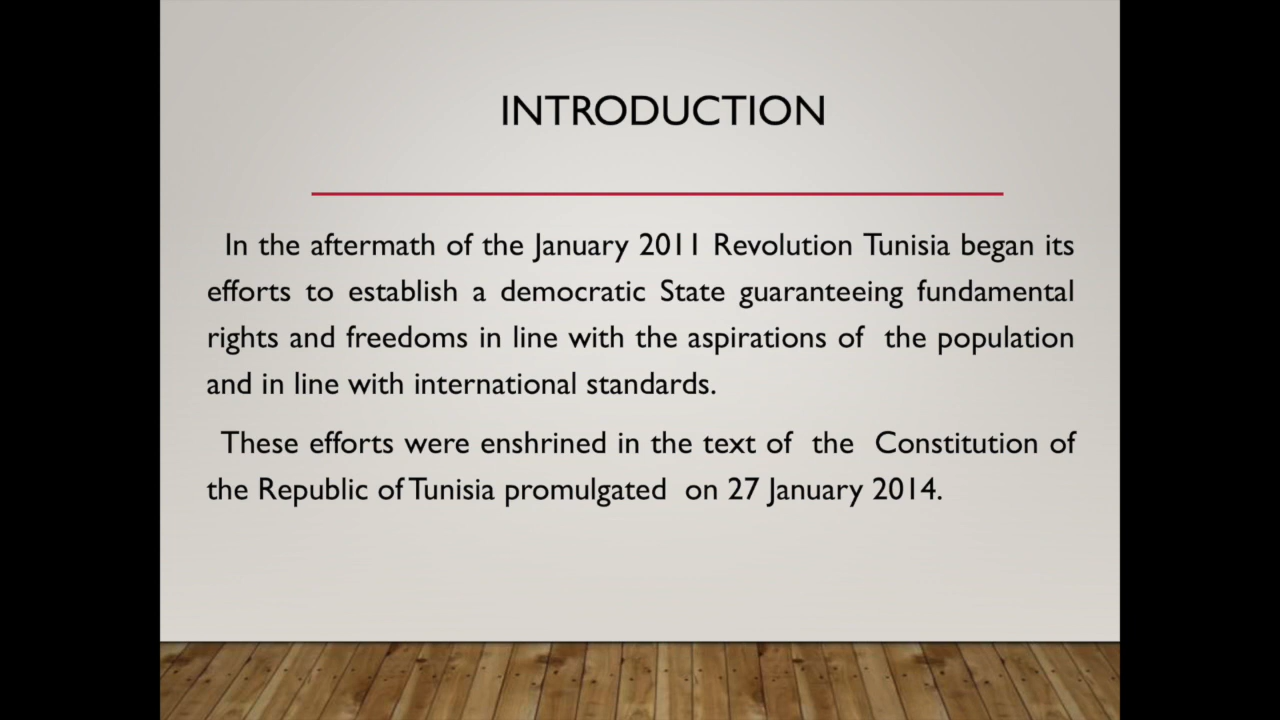 INTRODUCTION
In the aftermath of the January 2011 Revolution Tunisia began its
efforts to establish a democratic State guaranteeing fundamental
rights and freedoms in line with the aspirations of the population
and in line with international standards.
These efforts were enshrined in the text of the Constitution of
the Republic of Tunisia promulgated on 27 January 2014.